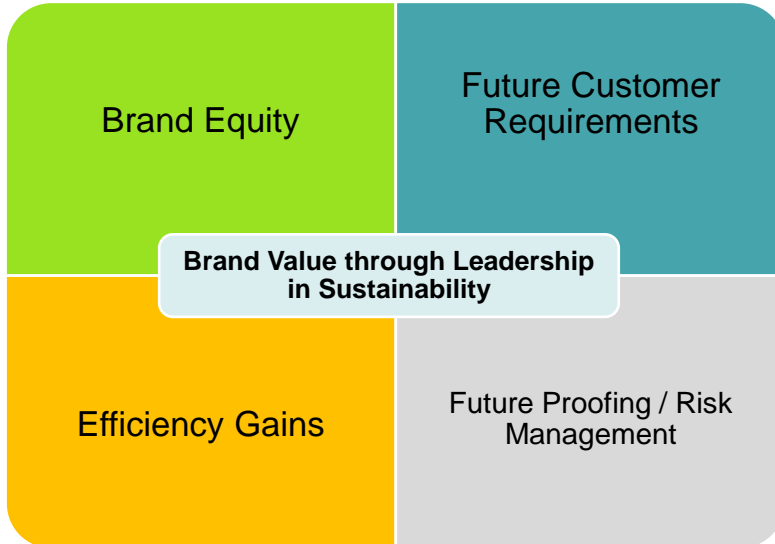 Brand Equity
Future Customer
Requirements
Brand Value through Leadership
in Sustainability
Efficiency Gains
Future Proofing / Risk
Management